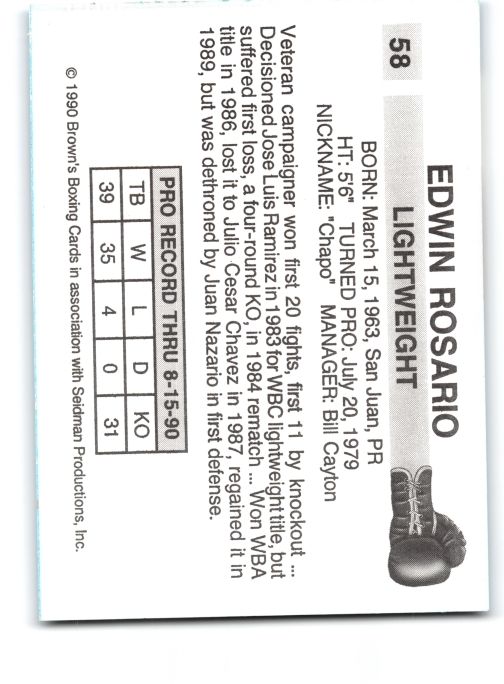 58
EDWIN ROSARIO
LIGHTWEIGHT
BORN: March 15, 1963, San Juan, PR
HT: 5'6" TURNED PRO: July 20, 1979
NICKNAME: "Chapo" MANAGER: Bill Cayton
Veteran campaigner won first 20 fights, first 11 by knockout ...
Decisioned Jose Luis Ramirez in 1983 for WBC lightweight title, but
suffered first loss, a four-round KO, in 1984 rematch ... Won WBA
title in 1986, lost it to Julio Cesar Chavez in 1987, regained it in
1989, but was dethroned by Juan Nazario in first defense.
PRO RECORD THRU 8-15-90
TB W L D KO
39 35 4 0 31
© 1990 Brown's Boxing Cards in association with Seidman Productions, Inc.